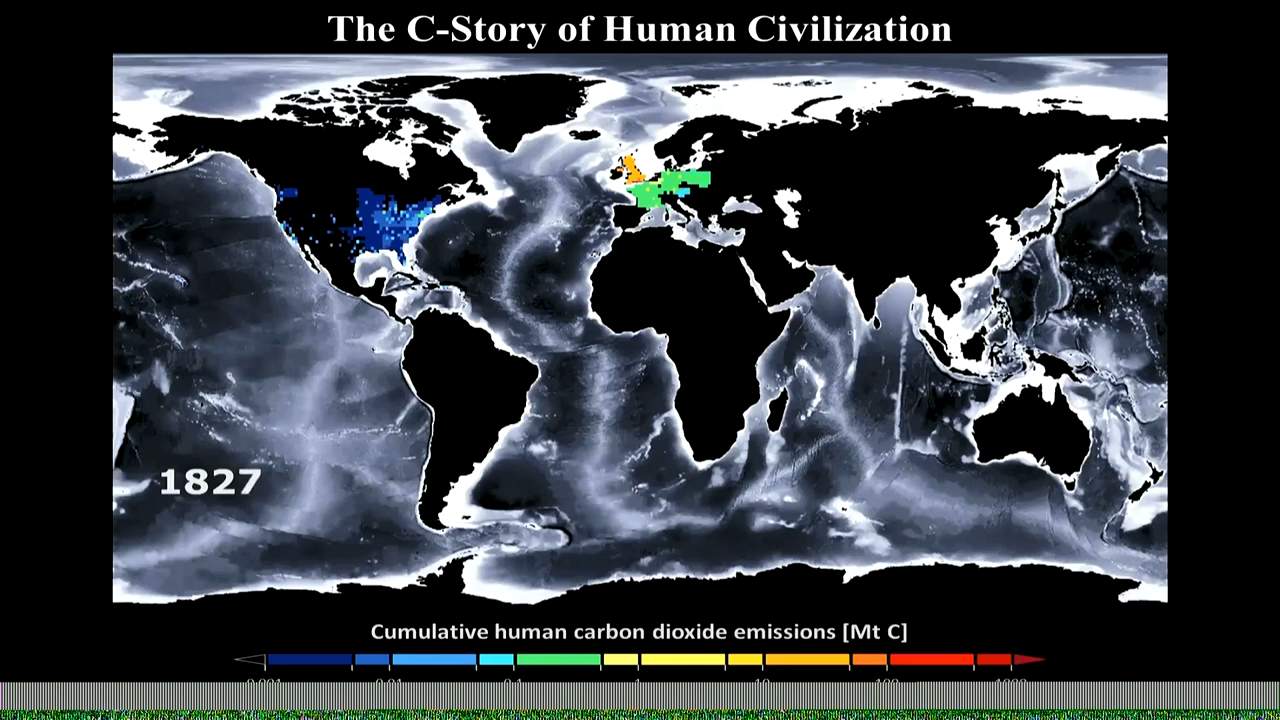 The C-Story of Human Civilization
1827
Cumulative human carbon dioxide emissions [Mt C]